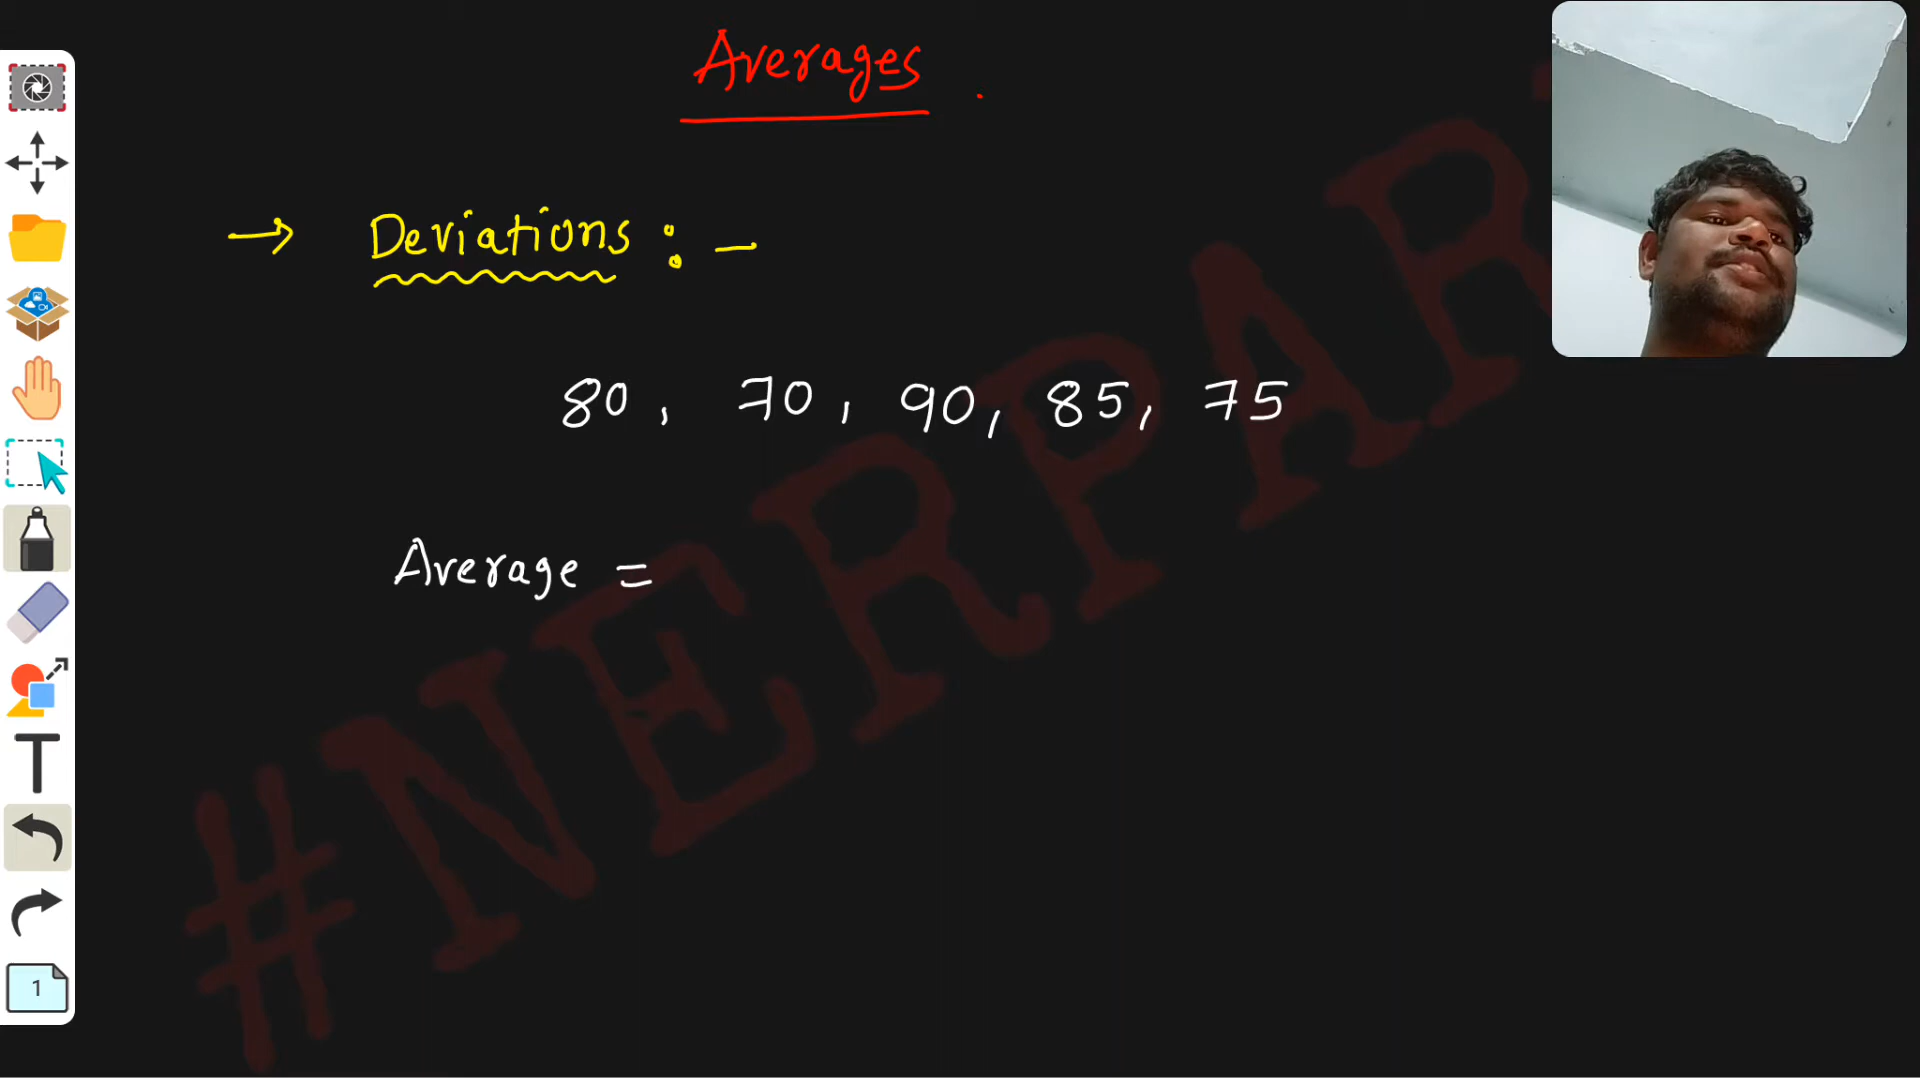 Averages .
→ Deviations : -
80, 70, 90, 85, 75
Average =
#NERPAR
T
1